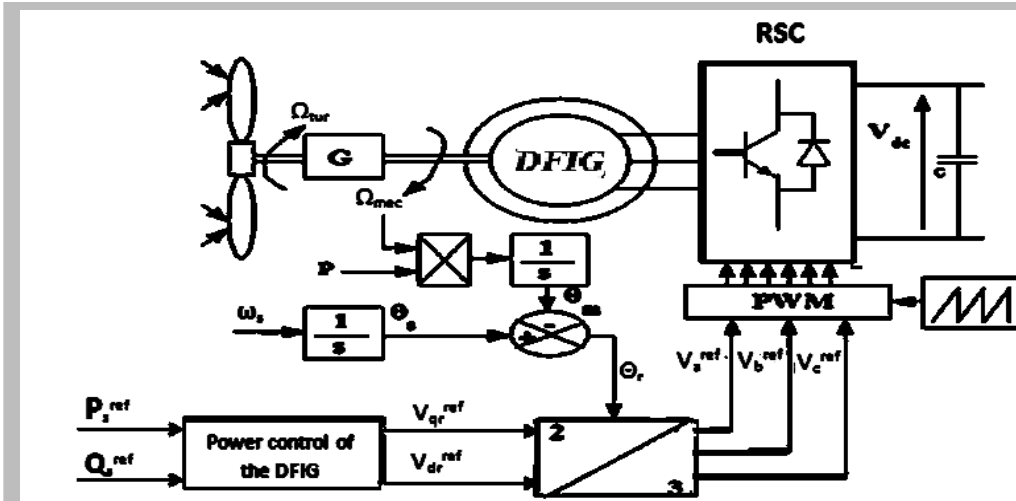 RSC
Ω_tur
G
DFIG
V_dc
C
Ω_mec
P
1
s
Θ_m
PWM
ω_s
1
s
Θ_s
+
-
V_a^ref
V_b^ref
V_c^ref
Θ_r
P_s^ref
Q_s^ref
Power control of
the DFIG
V_qr^ref
V_dr^ref
2
3